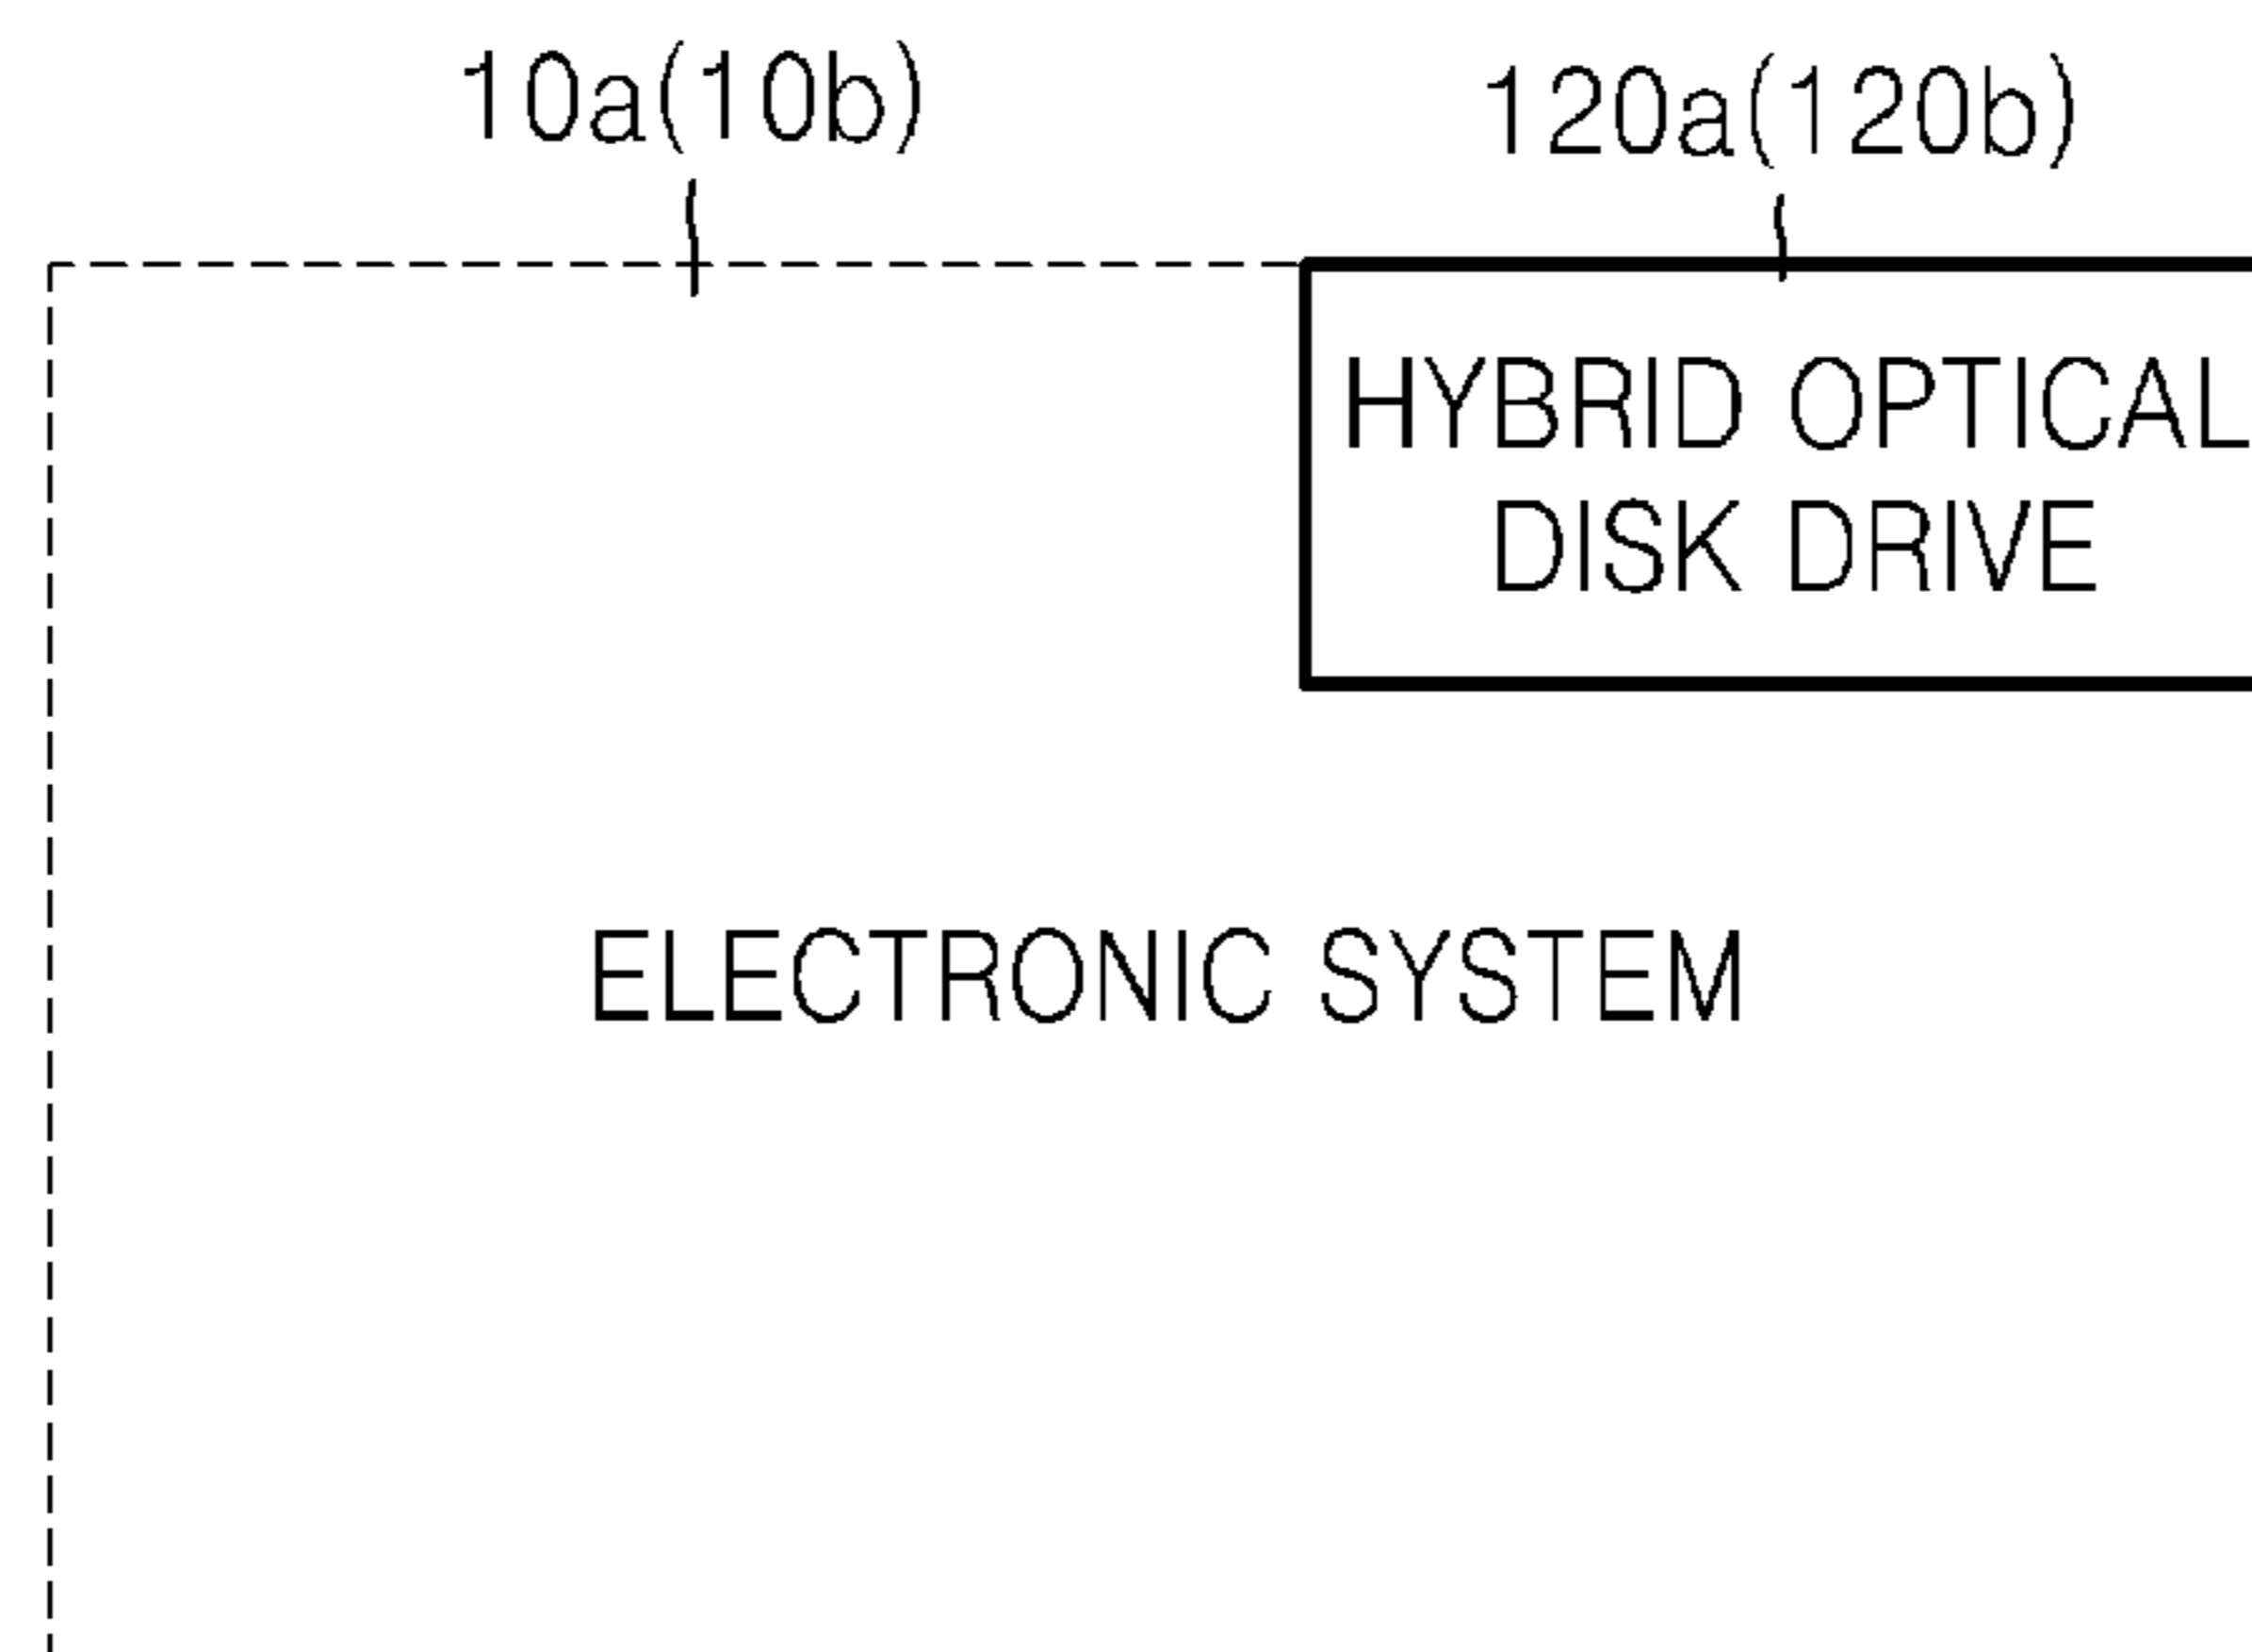 10a(10b)
120a(120b)
HYBRID OPTICAL
DISK DRIVE
ELECTRONIC SYSTEM